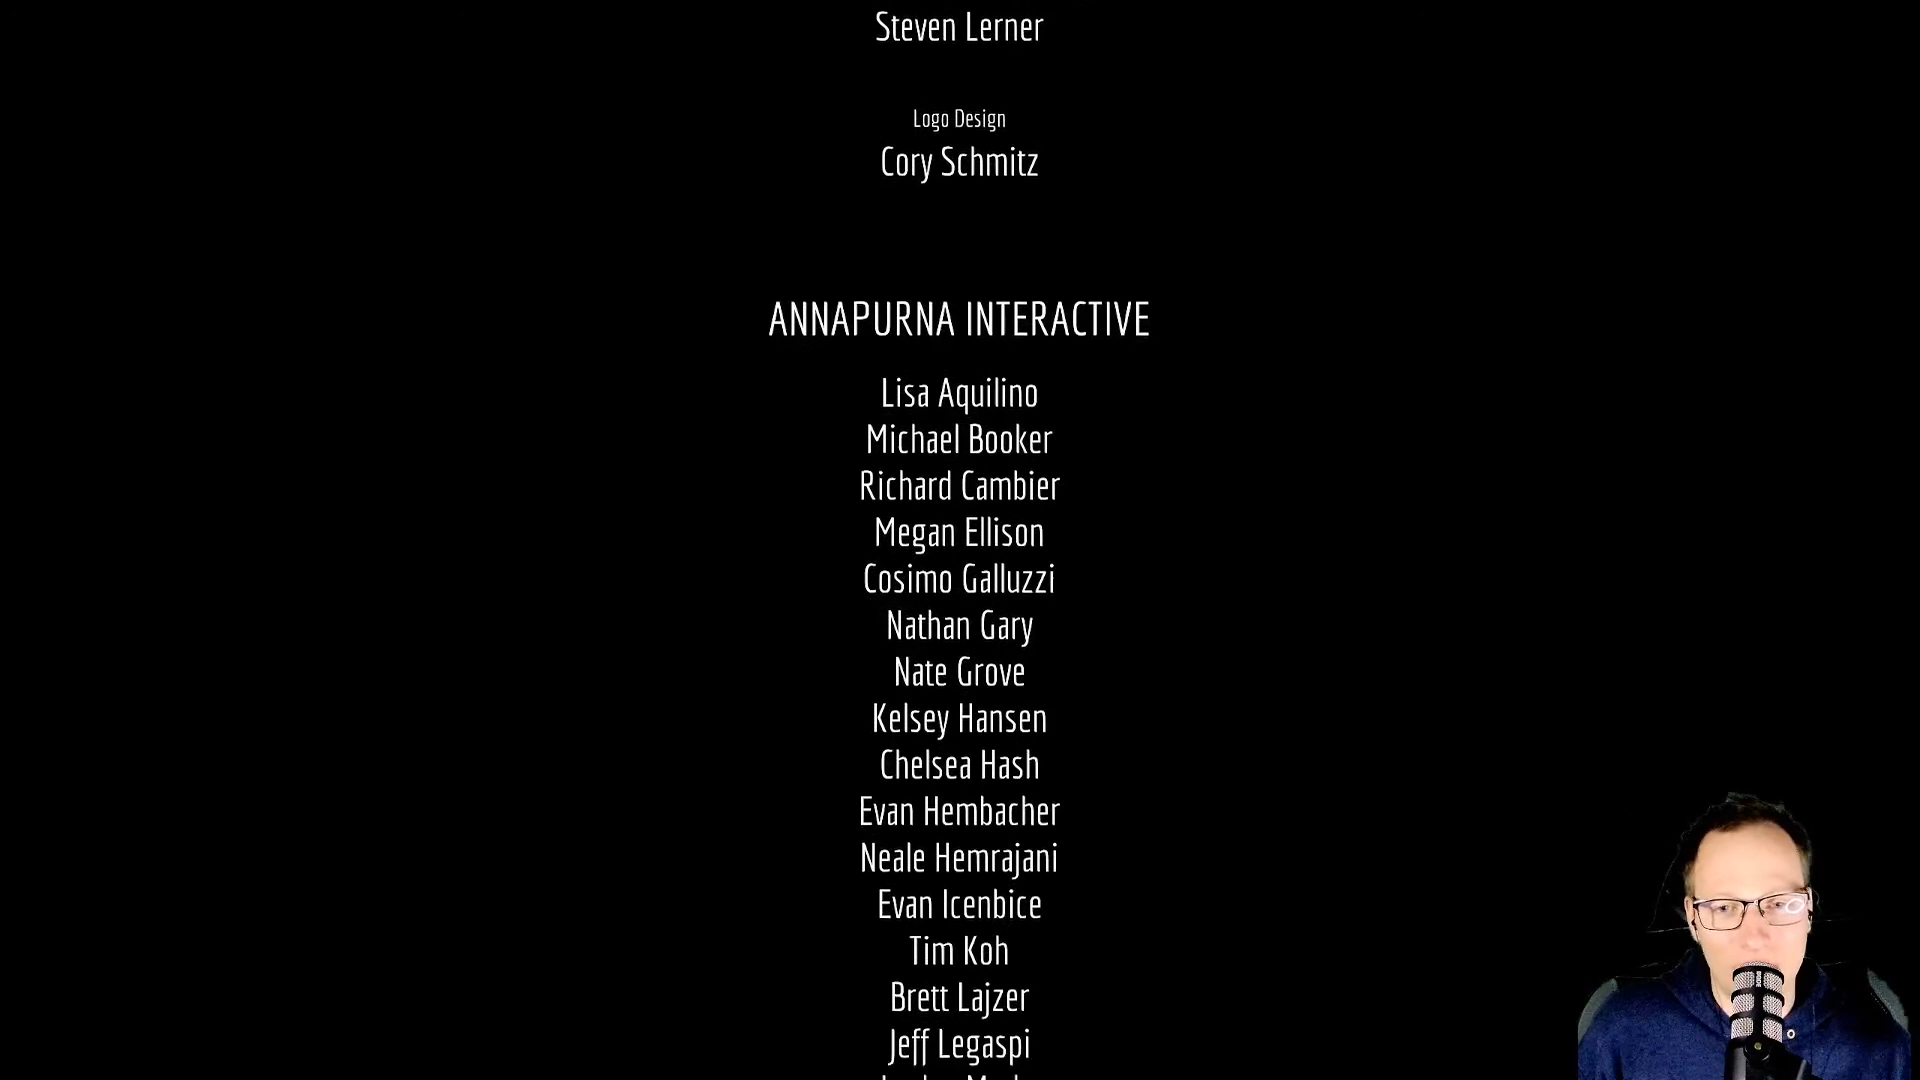 Steven Lerner
Logo Design
Cory Schmitz
ANNAPURNA INTERACTIVE
Lisa Aquilino
Michael Booker
Richard Cambier
Megan Ellison
Cosimo Galluzzi
Nathan Gary
Nate Grove
Kelsey Hansen
Chelsea Hash
Evan Hembacher
Neale Hemrajani
Evan Icenbice
Tim Koh
Brett Lajzer
Jeff Legaspi